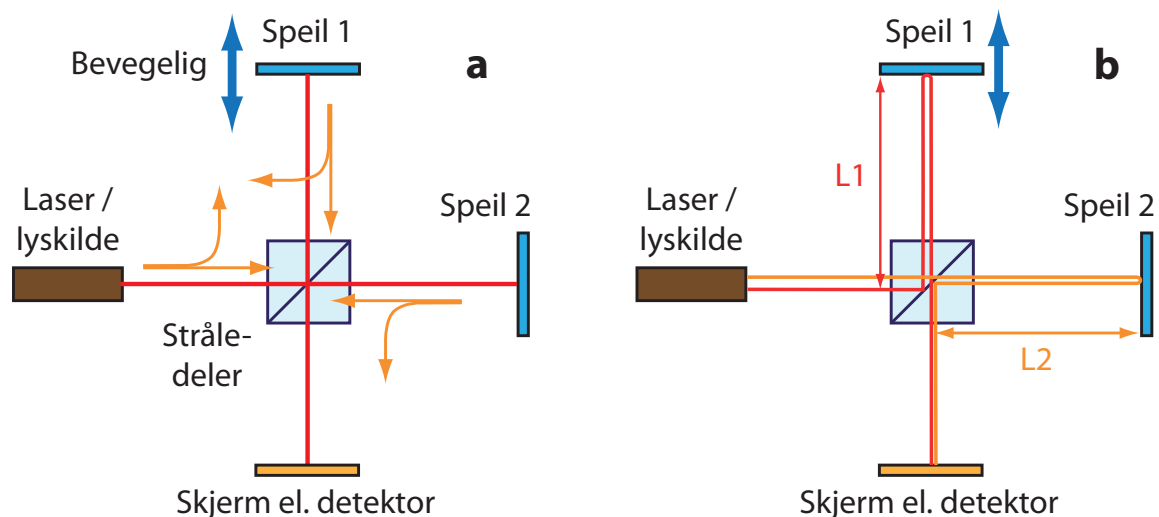 Speil 1
Bevegelig
a
Laser /
lyskilde
Speil 2
Stråle-
deler
Skjerm el. detektor
Speil 1
b
L1
Laser /
lyskilde
Speil 2
L2
Skjerm el. detektor